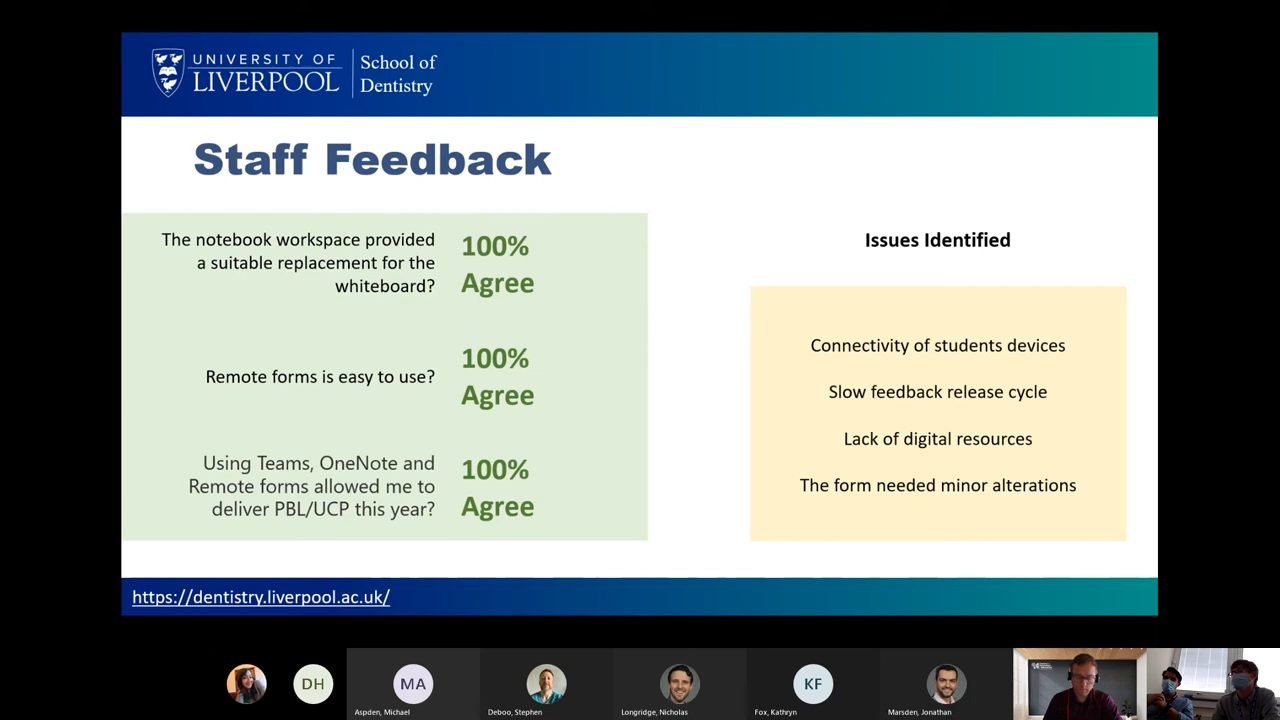 UNIVERSITY OF
LIVERPOOL
School of
Dentistry
Staff Feedback
The notebook workspace provided
a suitable replacement for the
whiteboard?
100%
Agree
Remote forms is easy to use?
100%
Agree
Using Teams, OneNote and
Remote forms allowed me to
deliver PBL/UCP this year?
100%
Agree
Issues Identified
Connectivity of students devices
Slow feedback release cycle
Lack of digital resources
The form needed minor alterations
https://dentistry.liverpool.ac.uk/
DH
MA
KF
Aspden, Michael
Deboo, Stephen
Longridge, Nicholas
Fox, Kathryn
Marsden, Jonathan